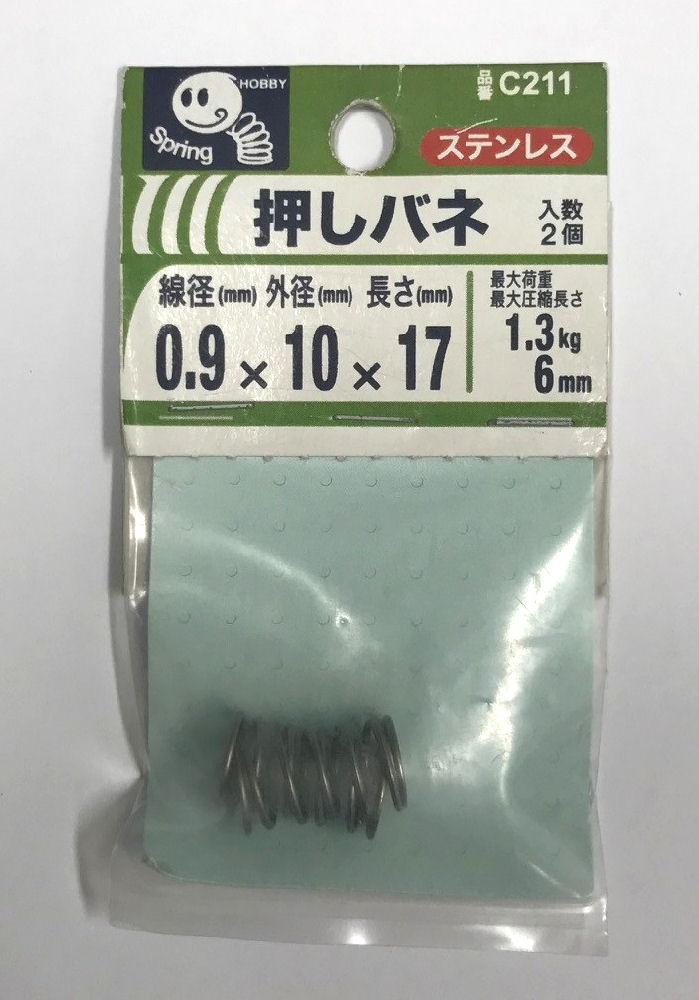 HOBBY
Spring
品番 C211
ステンレス
押しバネ
入数
2個
線径(mm) 外径(mm) 長さ(mm)
0.9×10×17
最大荷重
最大圧縮長さ
1.3kg
6mm